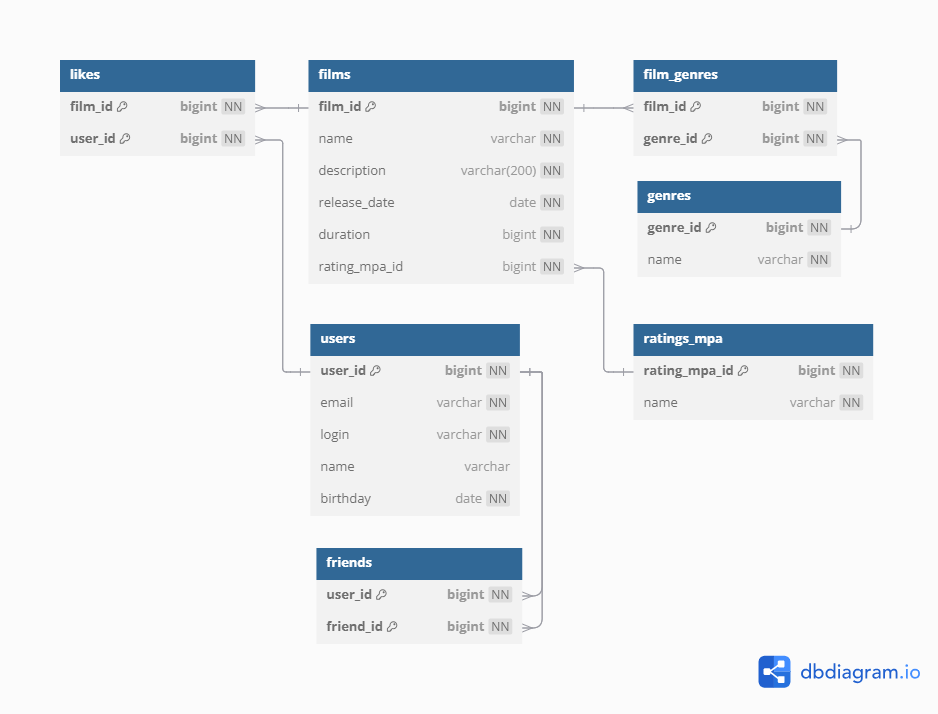 likes
film_id bigint NN
user_id bigint NN
films
film_id bigint NN
name varchar NN
description varchar(200) NN
release_date date NN
duration bigint NN
rating_mpa_id bigint NN
film_genres
film_id bigint NN
genre_id bigint NN
genres
genre_id bigint NN
name varchar NN
users
user_id bigint NN
email varchar NN
login varchar NN
name varchar
birthday date NN
ratings_mpa
rating_mpa_id bigint NN
name varchar NN
friends
user_id bigint NN
friend_id bigint NN
dbdiagram.io